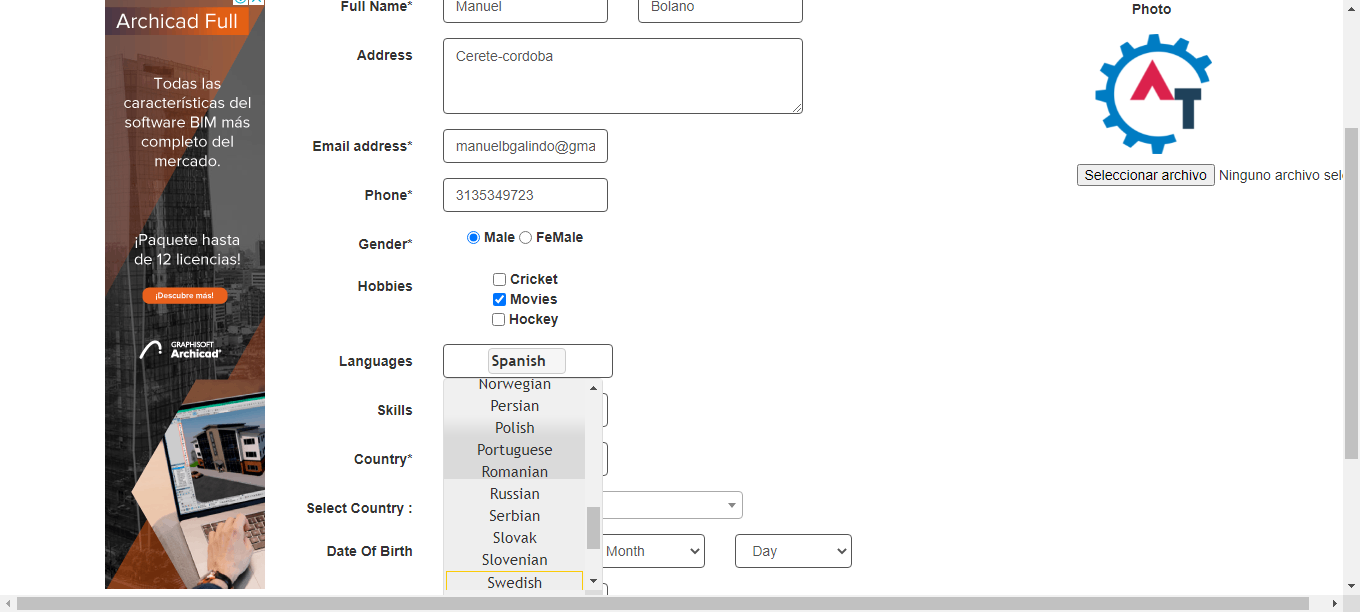 Archicad Full
Todas las
características del
software BIM más
completo del
mercado.
¡Paquete hasta
de 12 licencias!
¡Descubre más!
GRAPHISOFT
Archicad
Full Name* Manuel Bolano
Address Cerete-cordoba
Email address* manuelbgalindo@gma
Phone* 3135349723
Gender* Male FeMale
Hobbies Cricket
Movies
Hockey
Languages Spanish
Norwegian
Persian
Polish
Portuguese
Romanian
Russian
Serbian
Slovak
Slovenian
Swedish
Skills
Country*
Select Country :
Date Of Birth Month Day
Photo
AT
Seleccionar archivo Ninguno archivo sel